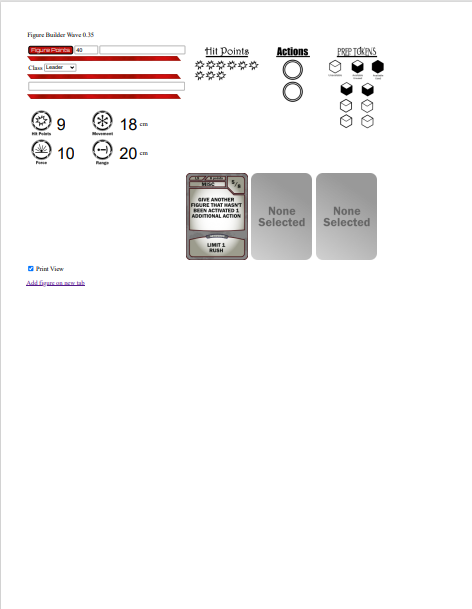 Figure Builder Wave 0.35
Figure Points 40
Hit Points
Actions
PREP TOKENS
Class Leader
9
Hit Points
18 cm
Movement
10
Force
20 cm
Range
MISC
GIVE ANOTHER
FIGURE THAT HASN'T
BEEN ACTIVATED 1
ADDITIONAL ACTION
LIMIT 1
RUSH
None
Selected
None
Selected
Print View
Add figure on new tab